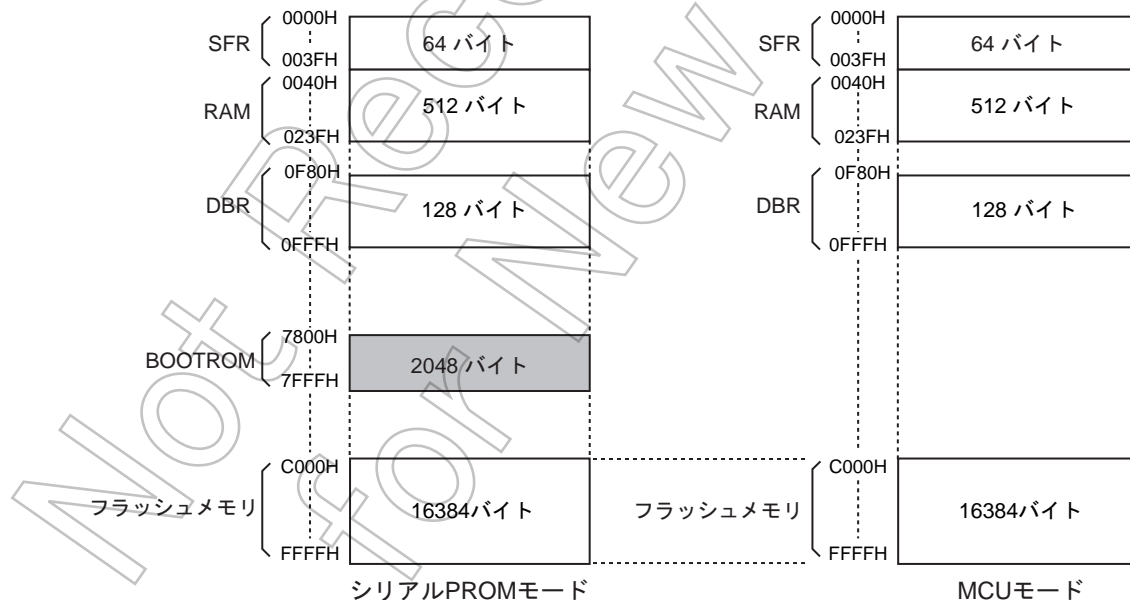 0000H 0000H
SFR 64 バイト SFR 64 バイト
003FH 003FH
0040H 0040H
RAM 512 バイト RAM 512 バイト
023FH 023FH
0F80H 0F80H
DBR 128 バイト DBR 128 バイト
0FFFH 0FFFH
7800H
BOOTROM 2048 バイト
7FFFH
C000H C000H
フラッシュメモリ 16384バイト フラッシュメモリ 16384バイト
FFFFH FFFFH
シリアルPROMモード MCUモード
Not
for New